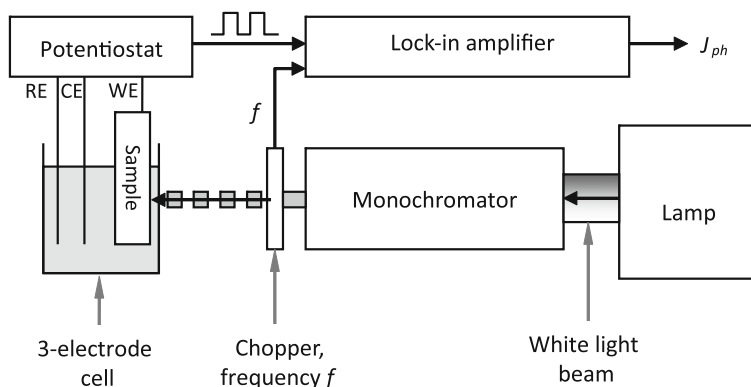 Potentiostat
Lock-in amplifier
J ph
RE CE WE
f
Sample
Monochromator
Lamp
3-electrode
cell
Chopper,
frequency f
White light
beam